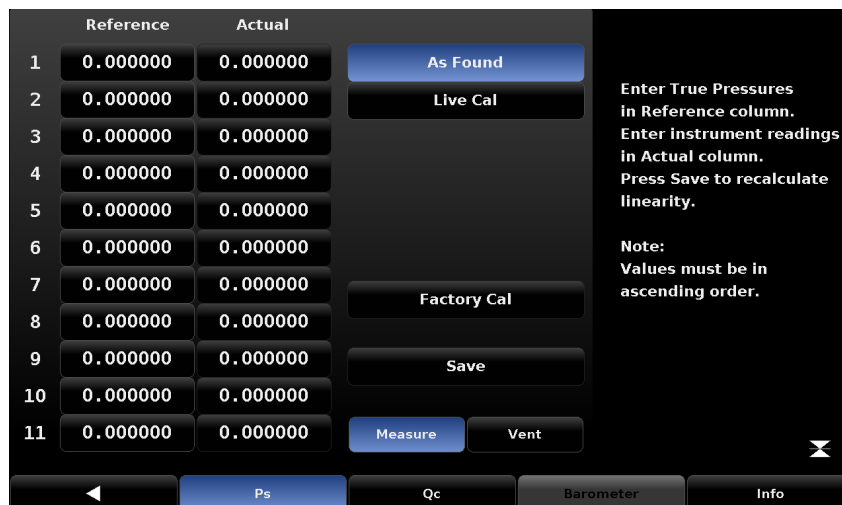 Reference Actual
1 0.000000 0.000000
2 0.000000 0.000000
3 0.000000 0.000000
4 0.000000 0.000000
5 0.000000 0.000000
6 0.000000 0.000000
7 0.000000 0.000000
8 0.000000 0.000000
9 0.000000 0.000000
10 0.000000 0.000000
11 0.000000 0.000000
As Found
Live Cal
Factory Cal
Save
Measure Vent
Enter True Pressures
in Reference column.
Enter instrument readings
in Actual column.
Press Save to recalculate
linearity.
Note:
Values must be in
ascending order.
Ps Qc Barometer Info